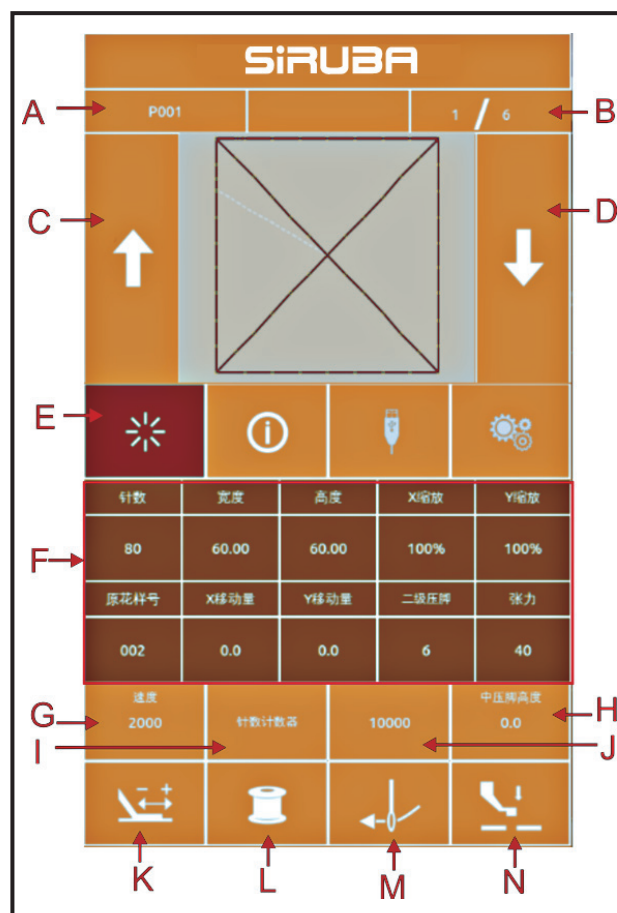 SiRUBA
A
P001
1 / 6
B
C
D
E
F
针数 宽度 高度 X缩放 Y缩放
80 60.00 60.00 100% 100%
原花样号 X移动量 Y移动量 二级压脚 张力
002 0.0 0.0 6 40
G
速度
2000
针数计数器
10000
中压脚高度
0.0
H
I
J
K
L
M
N